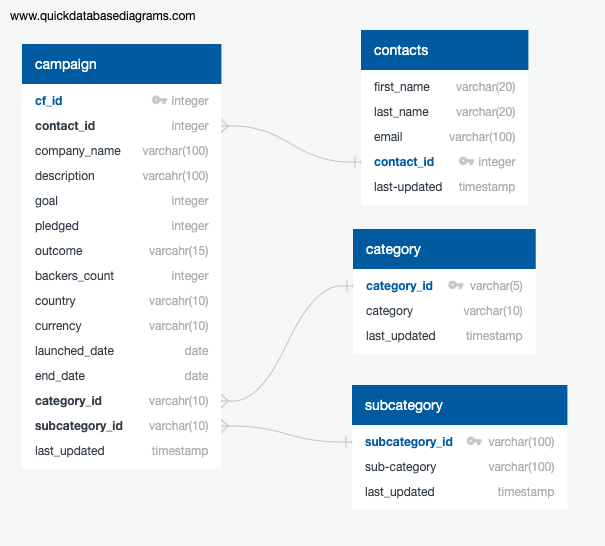 www.quickdatabasediagrams.com
campaign
cf_id integer
contact_id integer
company_name varchar(100)
description varcahr(100)
goal integer
pledged integer
outcome varcahr(15)
backers_count integer
country varchar(10)
currency varchar(10)
launched_date date
end_date date
category_id varcahr(10)
subcategory_id varchar(10)
last_updated timestamp
contacts
first_name varchar(20)
last_name varchar(20)
email varchar(100)
contact_id integer
last-updated timestamp
category
category_id varchar(5)
category varchar(10)
last_updated timestamp
subcategory
subcategory_id varchar(100)
sub-category varchar(100)
last_updated timestamp